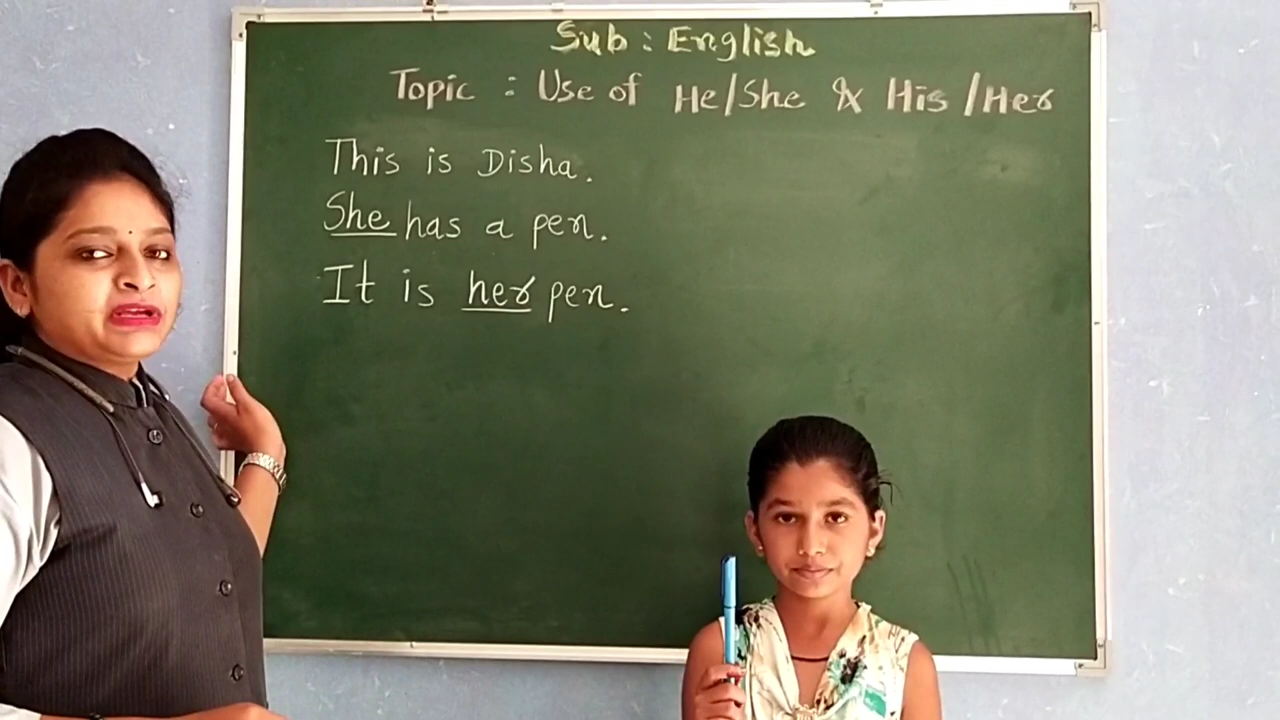 Sub : English
Topic : Use of He/She & His/Her
This is Disha.
She has a pen.
It is her pen.